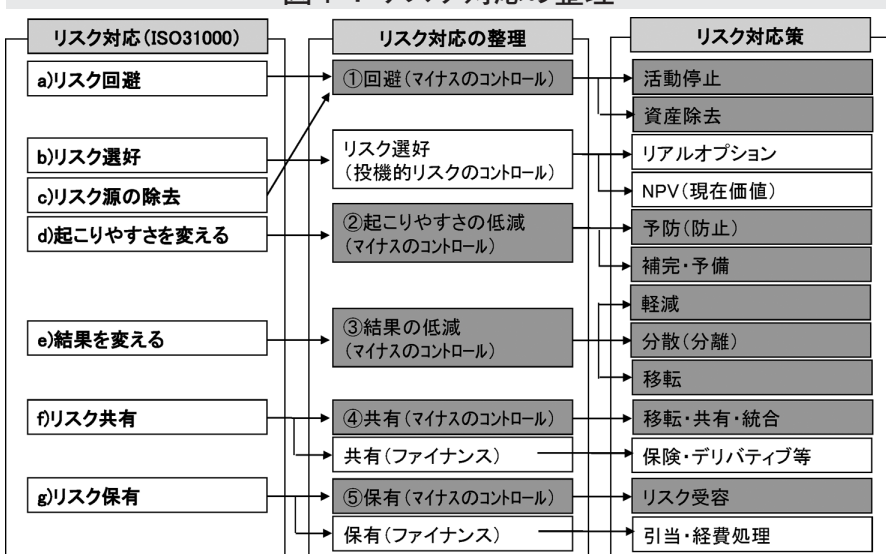 リスク対応(ISO31000)
リスク対応の整理
リスク対応策
a)リスク回避
①回避(マイナスのコントロール)
活動停止
資産除去
b)リスク選好
リスク選好
(投機的リスクのコントロール)
リアルオプション
NPV(現在価値)
c)リスク源の除去
d)起こりやすさを変える
②起こりやすさの低減
(マイナスのコントロール)
予防(防止)
補完・予備
e)結果を変える
③結果の低減
(マイナスのコントロール)
軽減
分散(分離)
移転
f)リスク共有
④共有(マイナスのコントロール)
移転・共有・統合
共有(ファイナンス)
保険・デリバティブ等
g)リスク保有
⑤保有(マイナスのコントロール)
リスク受容
保有(ファイナンス)
引当・経費処理